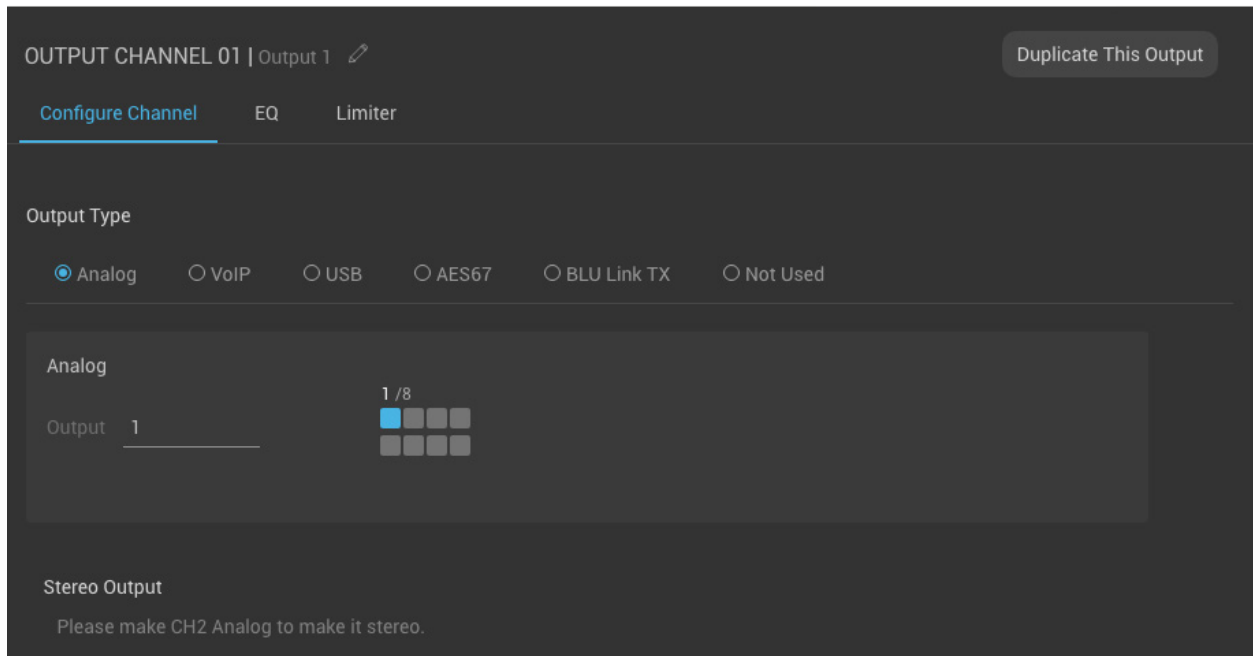 OUTPUT CHANNEL 01 | Output 1
Duplicate This Output
Configure Channel EQ Limiter
Output Type
Analog VoIP USB AES67 BLU Link TX Not Used
Analog
1 /8
Output 1
Stereo Output
Please make CH2 Analog to make it stereo.